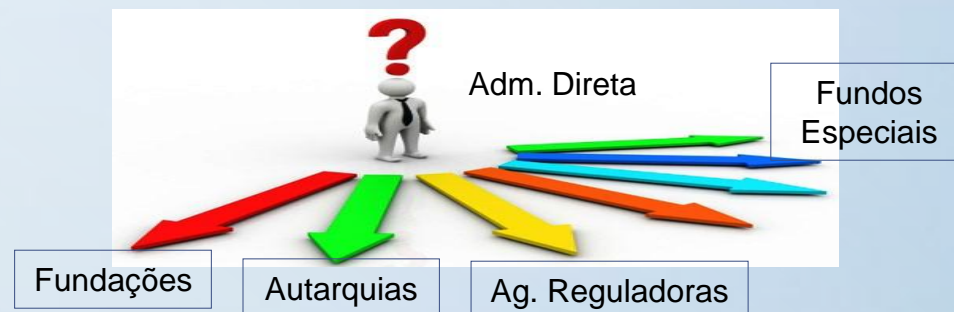 ?
Adm. Direta
Fundos
Especiais
Fundações
Autarquias
Ag. Reguladoras